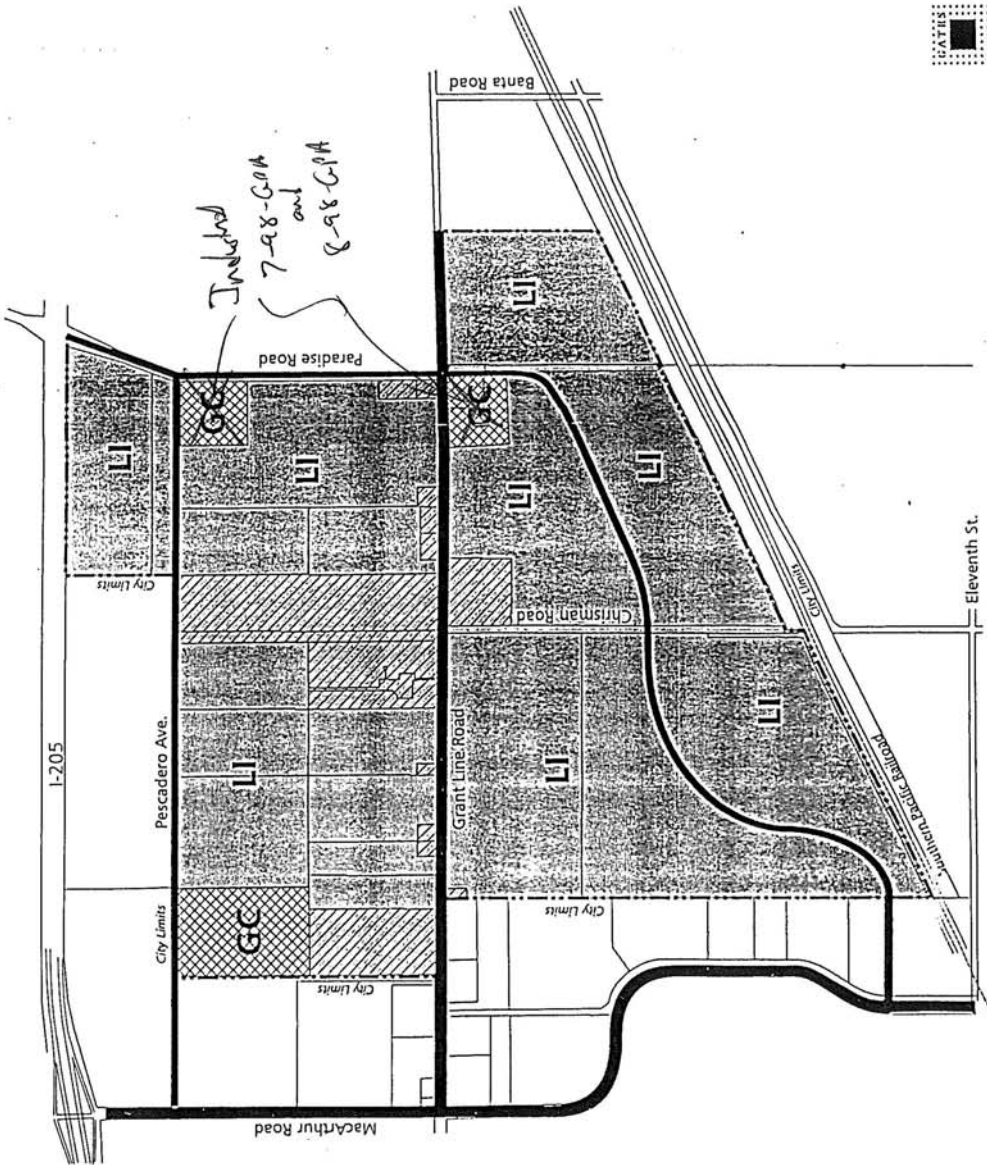 GATES
Banta Road
Industrial
7-98-GPA
and
8-98-GPA
I-205
Paradise Road
LI
GC
LI
LI
GC
LI
LI
City Limits
Chrisman Road
City Limits
Eleventh St.
Pescadero Ave.
LI
Grant Line Road
LI
LI
Southern Pacific Railroad
City Limits
GC
City Limits
City Limits
MacArthur Road